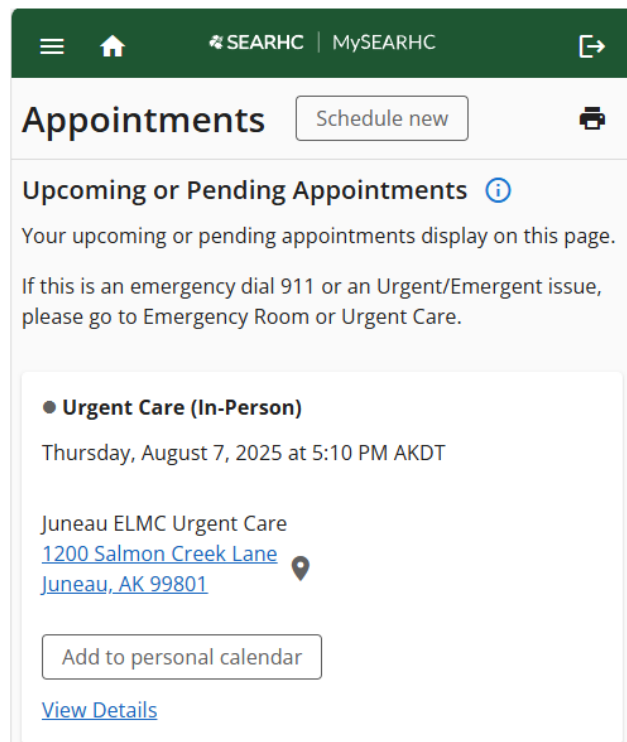 SEARHC | MySEARHC
Appointments
Schedule new
Upcoming or Pending Appointments
Your upcoming or pending appointments display on this page.
If this is an emergency dial 911 or an Urgent/Emergent issue,
please go to Emergency Room or Urgent Care.
Urgent Care (In-Person)
Thursday, August 7, 2025 at 5:10 PM AKDT
Juneau ELMC Urgent Care
1200 Salmon Creek Lane
Juneau, AK 99801
Add to personal calendar
View Details